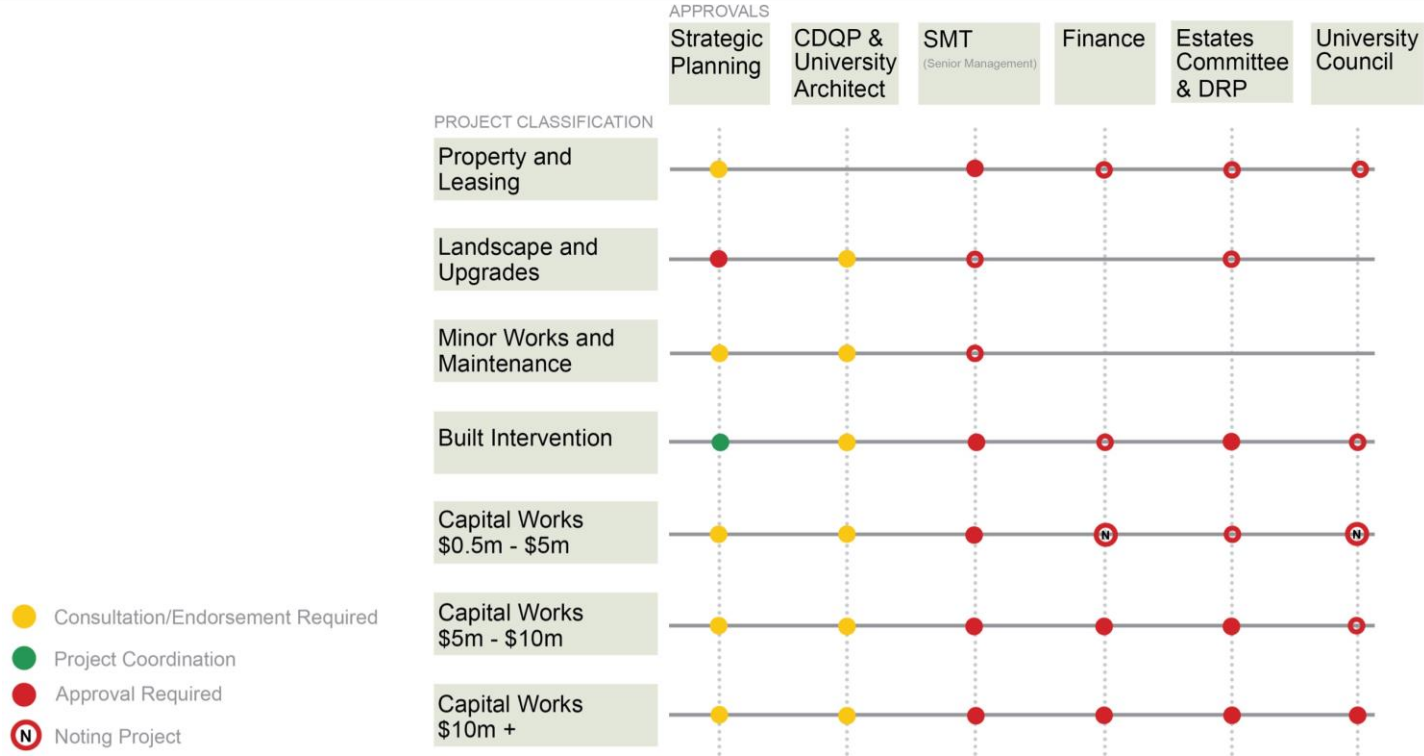 APPROVALS
Strategic
Planning
CDQP &
University
Architect
SMT
(Senior Management)
Finance
Estates
Committee
& DRP
University
Council
PROJECT CLASSIFICATION
Property and
Leasing
Landscape and
Upgrades
Minor Works and
Maintenance
Built Intervention
Capital Works
$0.5m - $5m
N
N
Capital Works
$5m - $10m
Capital Works
$10m +
Consultation/Endorsement Required
Project Coordination
Approval Required
N Noting Project